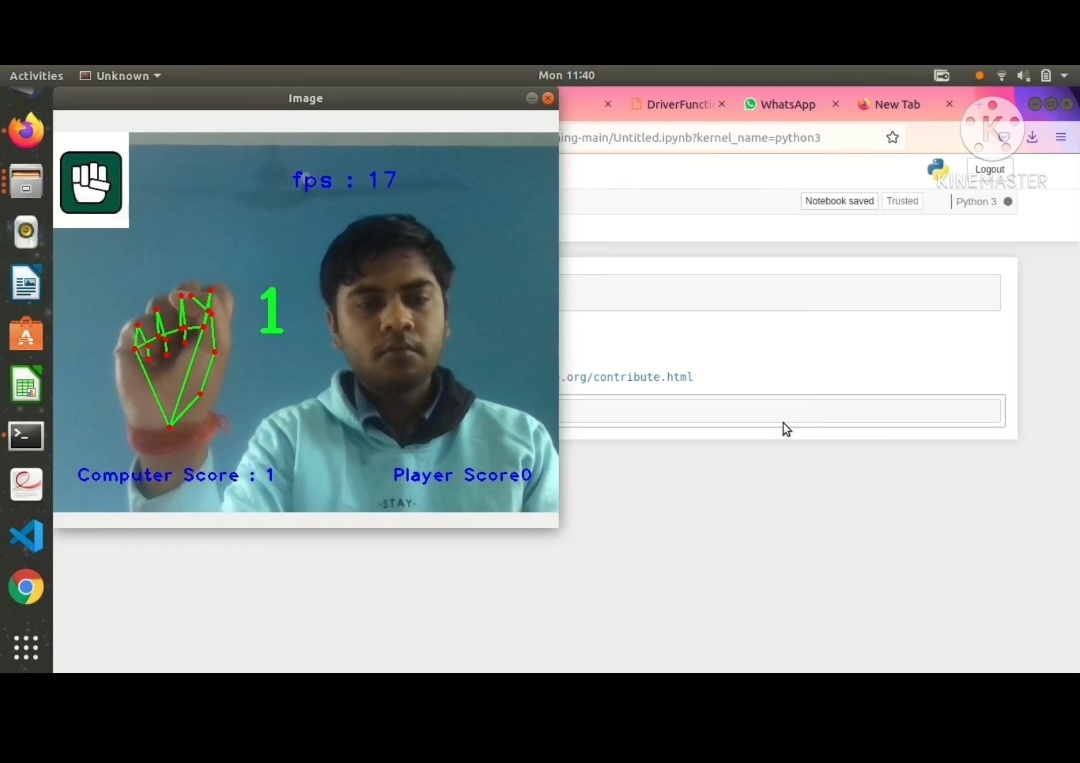 Activities Unknown Mon 11:40
Image
DriverFuncti WhatsApp New Tab
ning-main/Untitled.ipynb?kernel_name=python3
K
KINEMASTER
Logout
Notebook saved Trusted Python 3
fps : 17
1
.org/contribute.html
Computer Score : 1 Player Score0
-STAY-